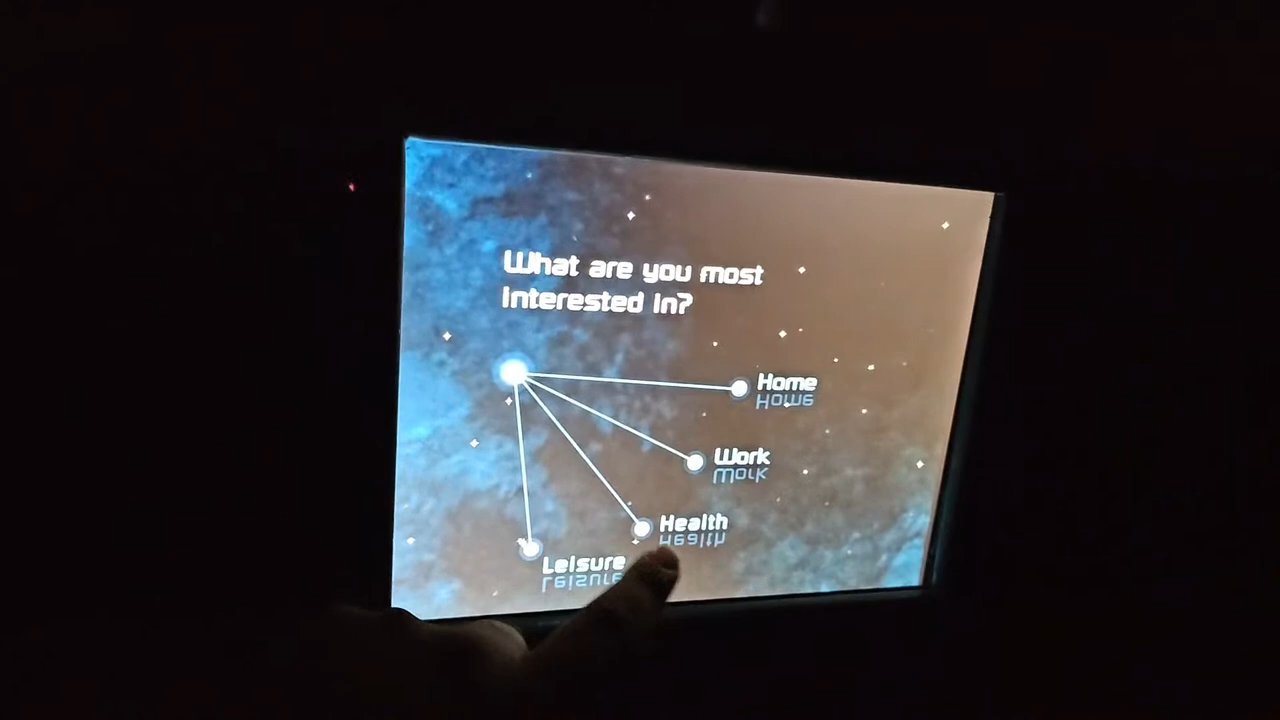 What are you most
interested in?
Home
Work
Health
Leisure